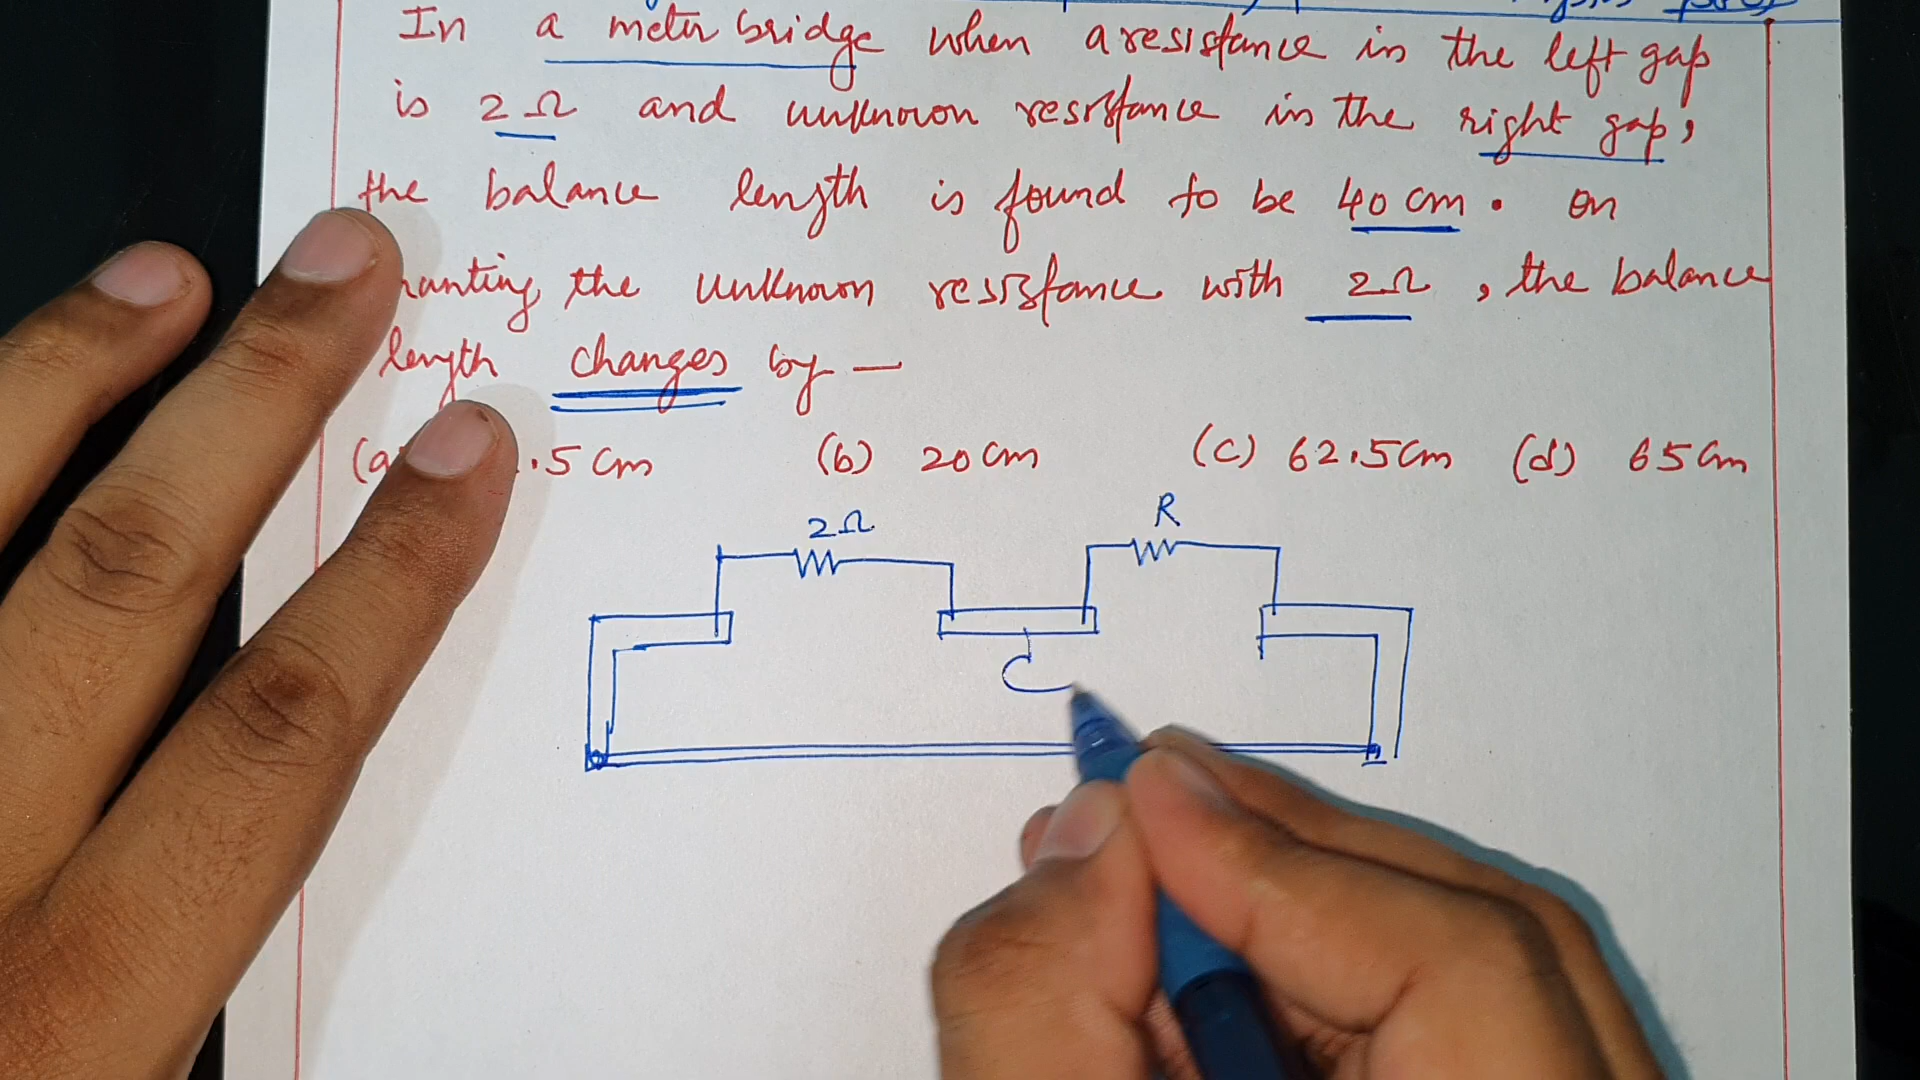 In a meter bridge when a resistance in the left gap
is 2Ω and unknown resistance in the right gap,
the balance length is found to be 40 cm. On
the unknown resistance with 2Ω, the balance
length changes by —
.5 cm (b) 20 cm (c) 62.5 cm (d) 65 cm
2Ω R